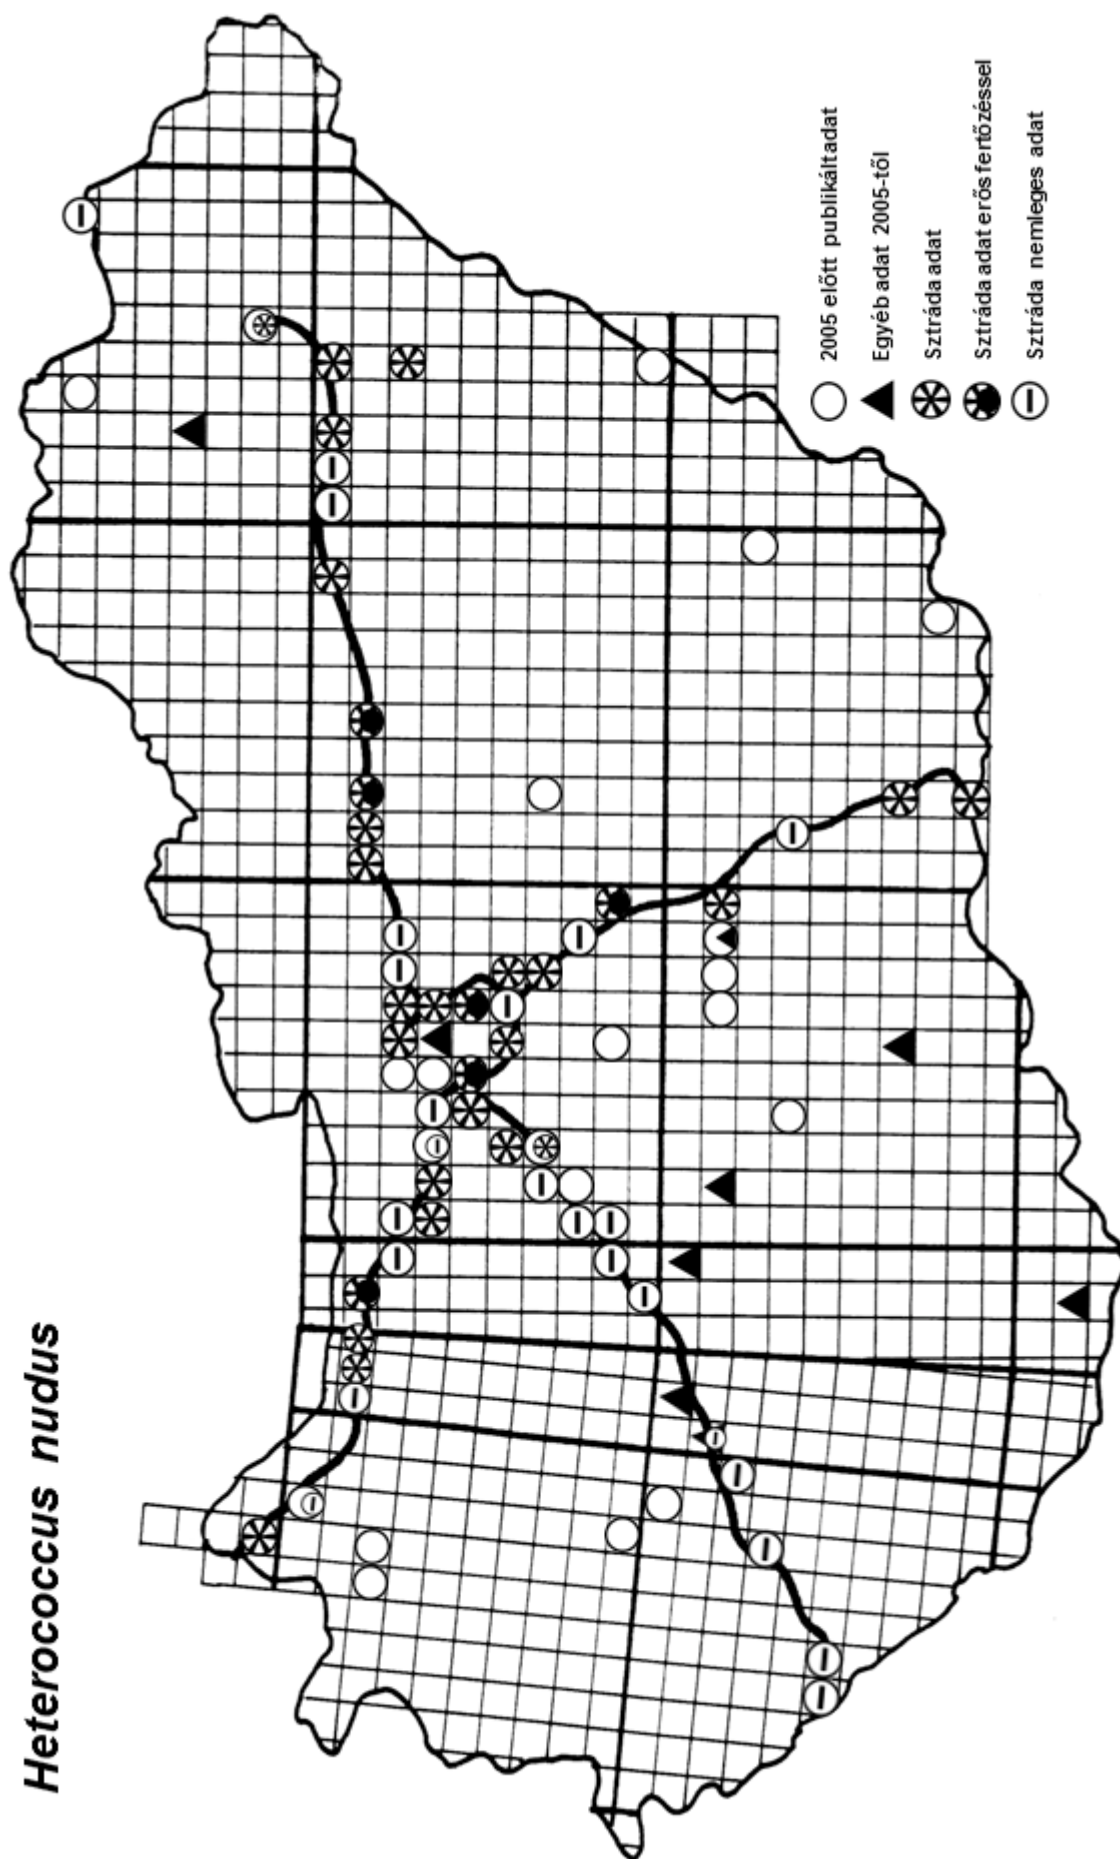 Heterococcus nudus
2005 előtt publikáltadat
Egyéb adat 2005-től
Sztráda adat
Sztráda adat erős fertőzéssel
Sztráda nemleges adat